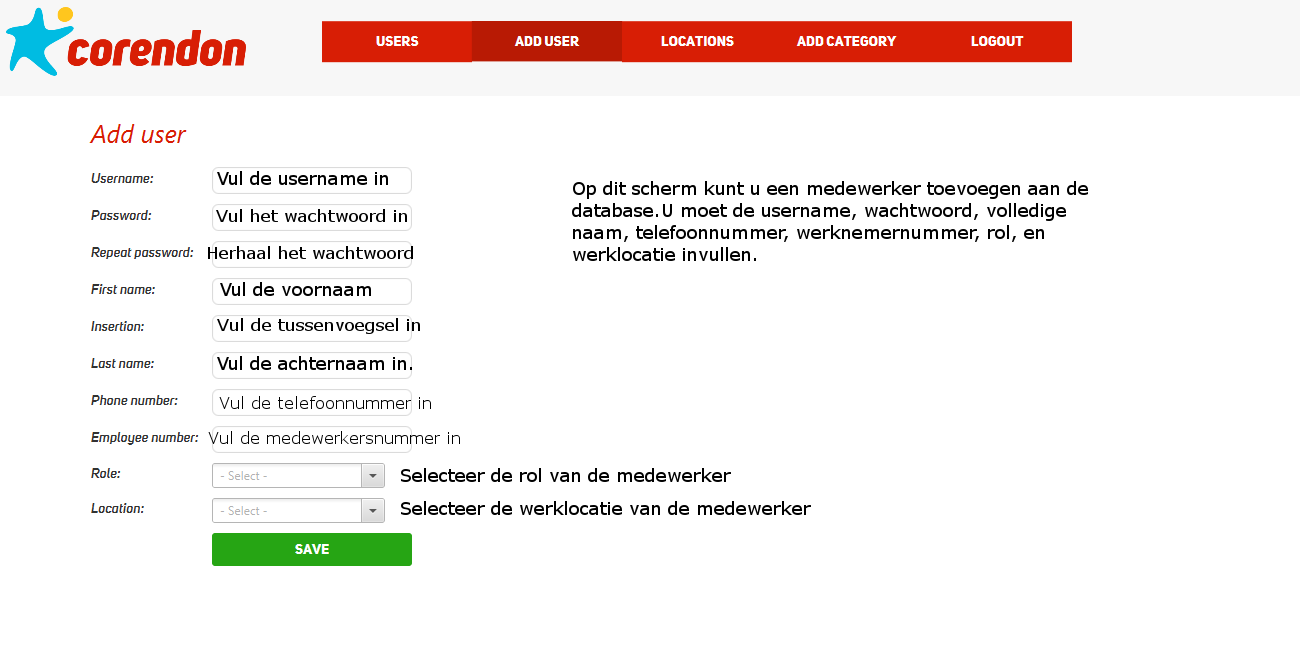 corendon
USERS
ADD USER
LOCATIONS
ADD CATEGORY
LOGOUT
Add user
Username: Vul de username in
Password: Vul het wachtwoord in
Repeat password: Herhaal het wachtwoord
First name: Vul de voornaam
Insertion: Vul de tussenvoegsel in
Last name: Vul de achternaam in.
Phone number: Vul de telefoonnummer in
Employee number: Vul de medewerkersnummer in
Role: - Select - Selecteer de rol van de medewerker
Location: - Select - Selecteer de werklocatie van de medewerker
SAVE
Op dit scherm kunt u een medewerker toevoegen aan de
database.U moet de username, wachtwoord, volledige
naam, telefoonnummer, werknemernummer, rol, en
werklocatie invullen.